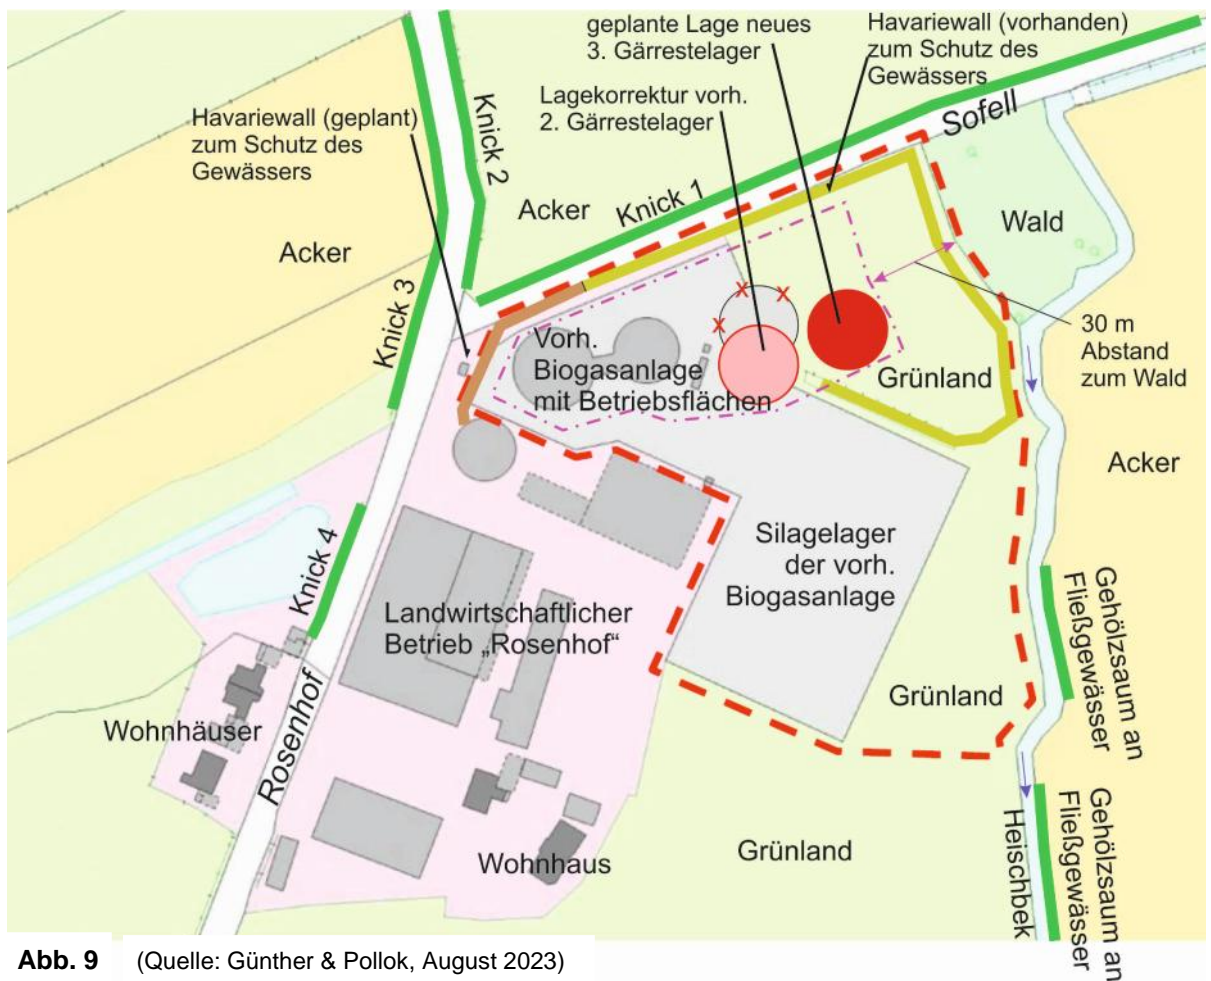 geplante Lage neues
3. Gärrestelager
Havariewall (vorhanden)
zum Schutz des
Gewässers
Lagekorrektur vorh.
2. Gärrestelager
Havariewall (geplant)
zum Schutz des
Gewässers
Knick 2
Sofell
Knick 1
Acker
Wald
Acker
Knick 3
30 m
Abstand
zum Wald
Vorh.
Biogasanlage
mit Betriebsflächen
Grünland
Acker
Knick 4
Silagelager
der vorh.
Biogasanlage
Landwirtschaftlicher
Betrieb „Rosenhof“
Gehölzsaum an
Fließgewässer
Grünland
Wohnhäuser
Rosenhof
Wohnhaus
Grünland
Heischbek
Gehölzsaum an
Fließgewässer
Abb. 9 (Quelle: Günther & Pollok, August 2023)